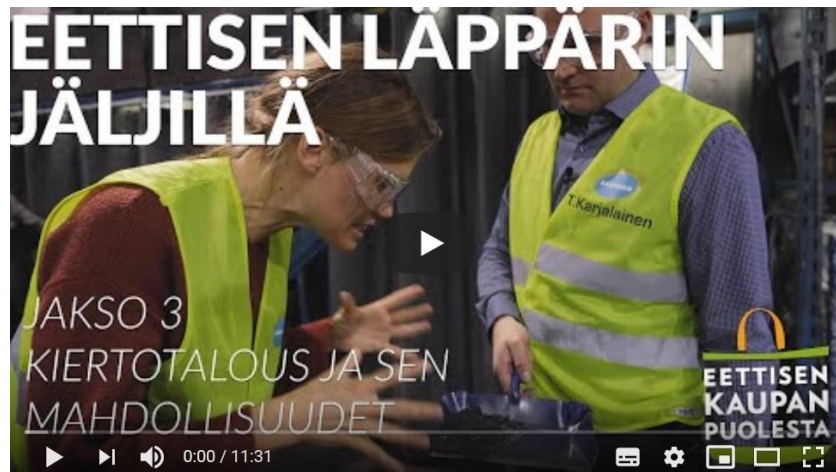 EETTISEN LÄPPÄRIN
JÄLJILLÄ
T.Karjalainen
JAKSO 3
KIERTOTALOUS JA SEN
MAHDOLLISUUDET
EETTISEN
KAUPAN
PUOLESTA
0:00 / 11:31